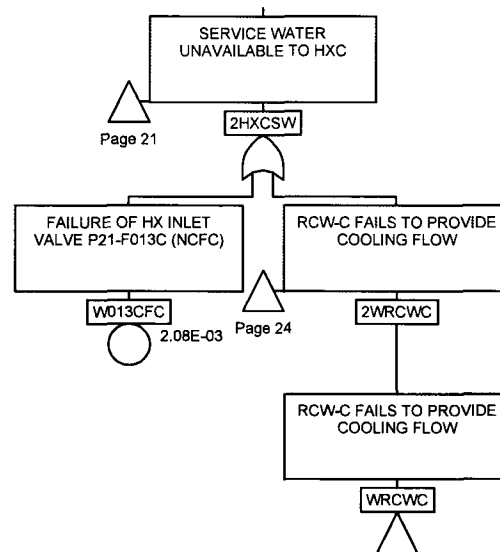 SERVICE WATER
UNAVAILABLE TO HXC
Page 21
2HXCSW
FAILURE OF HX INLET
VALVE P21-F013C (NCFC)
RCW-C FAILS TO PROVIDE
COOLING FLOW
W013CFC
2.08E-03
Page 24
2WRCWC
RCW-C FAILS TO PROVIDE
COOLING FLOW
WRCWC